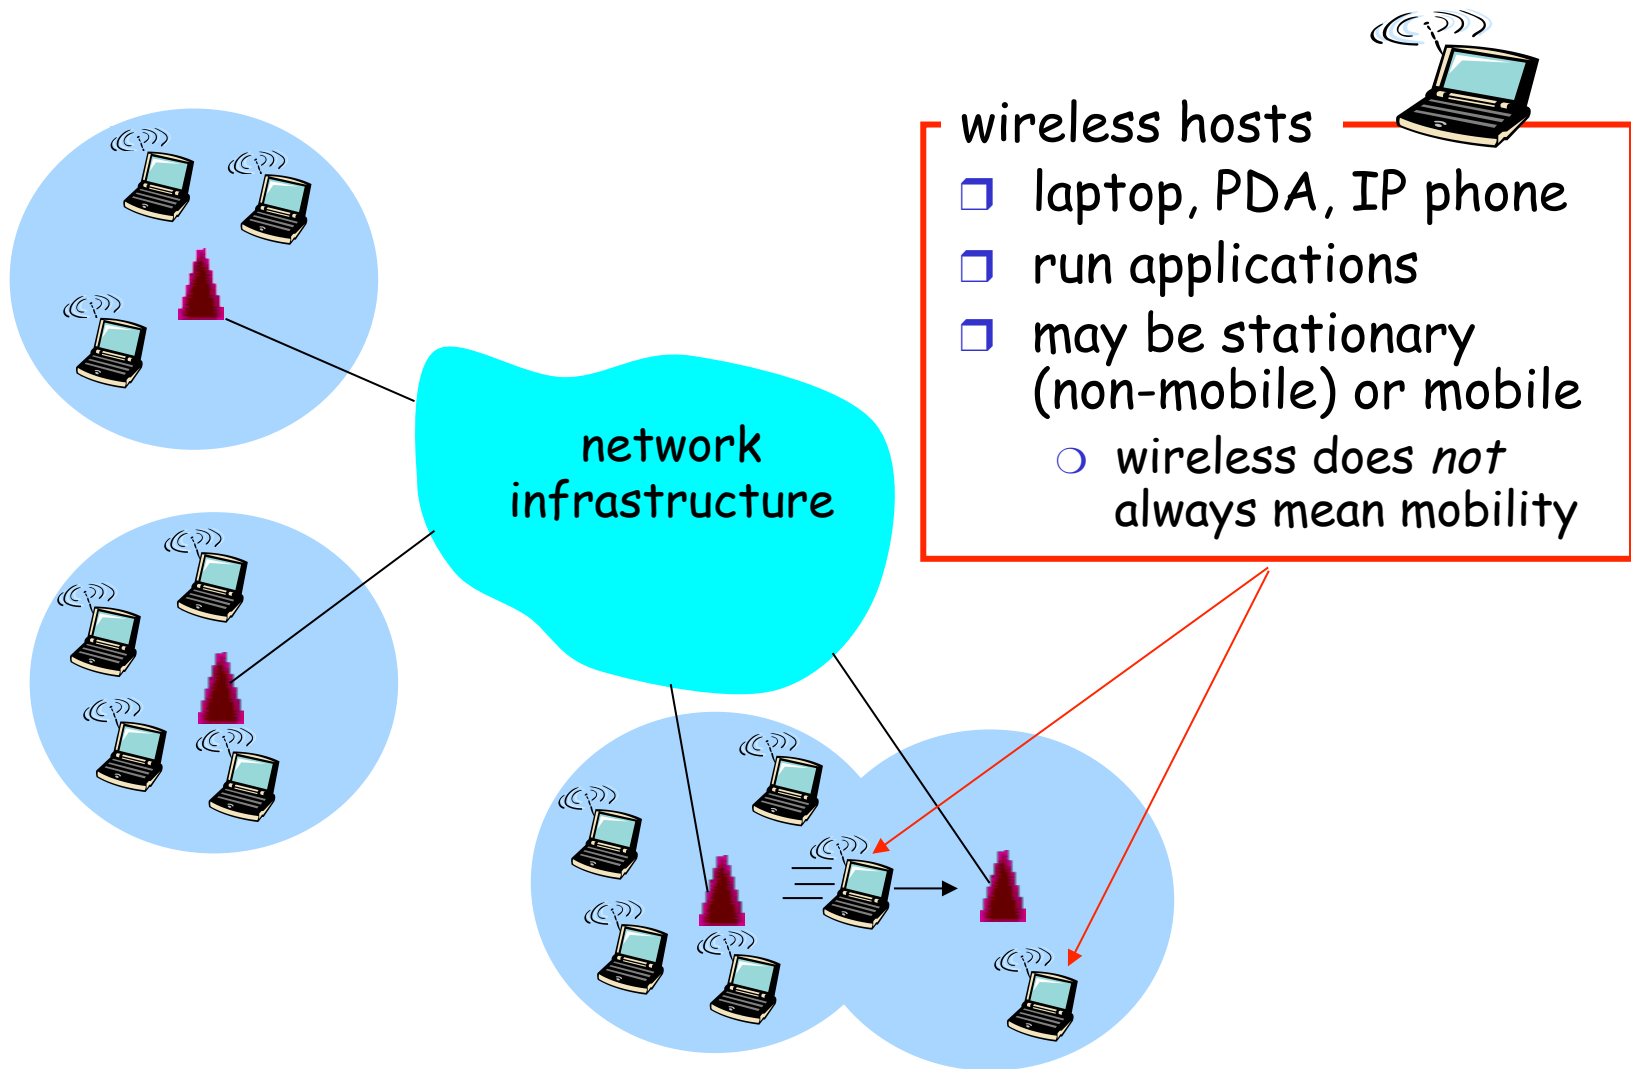 wireless hosts
laptop, PDA, IP phone
run applications
may be stationary
(non-mobile) or mobile
wireless does not
always mean mobility
network
infrastructure